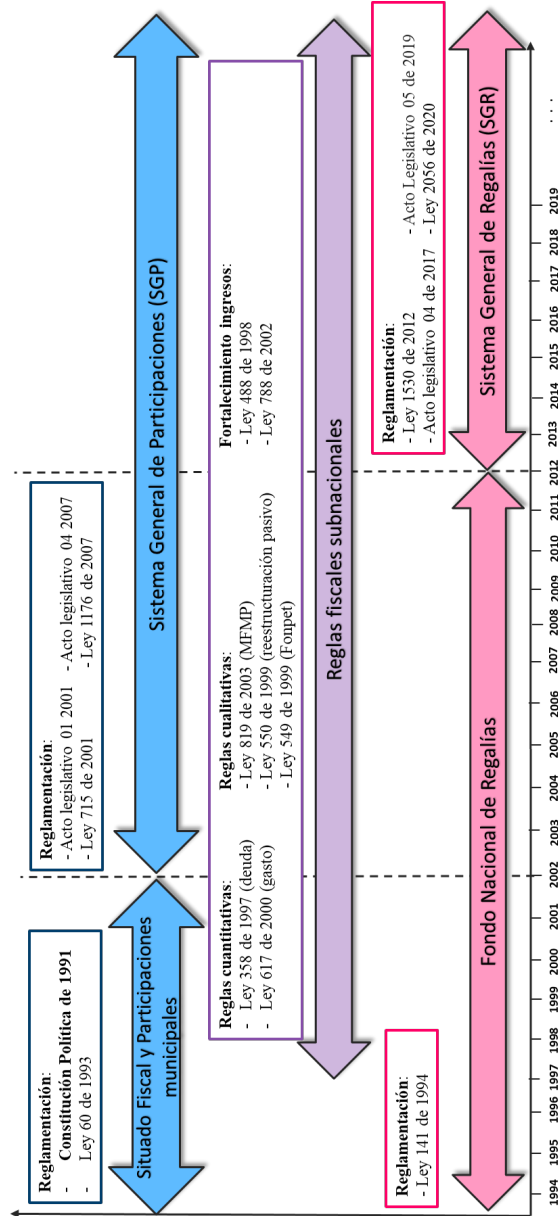 Reglamentación:
- Constitución Política de 1991
- Ley 60 de 1993
Reglamentación:
- Acto legislativo 01 2001 - Acto legislativo 04 2007
- Ley 715 de 2001 - Ley 1176 de 2007
Situado Fiscal y Participaciones
municipales
Sistema General de Participaciones (SGP)
Reglas cuantitativas:
- Ley 358 de 1997 (deuda)
- Ley 617 de 2000 (gasto)
Reglas cualitativas:
- Ley 819 de 2003 (MFMP)
- Ley 550 de 1999 (reestructuración pasivo)
- Ley 549 de 1999 (Fonpet)
Fortalecimiento ingresos:
- Ley 488 de 1998
- Ley 788 de 2002
Reglas fiscales subnacionales
Reglamentación:
- Ley 141 de 1994
Reglamentación:
- Ley 1530 de 2012 - Acto Legislativo 05 de 2019
- Acto legislativo 04 de 2017 - Ley 2056 de 2020
Fondo Nacional de Regalías
Sistema General de Regalías (SGR)
1994 1995 1996 1997 1998 1999 2000 2001 2002 2003 2004 2005 2006 2007 2008 2009 2010 2011 2012 2013 2014 2015 2016 2017 2018 2019 ...